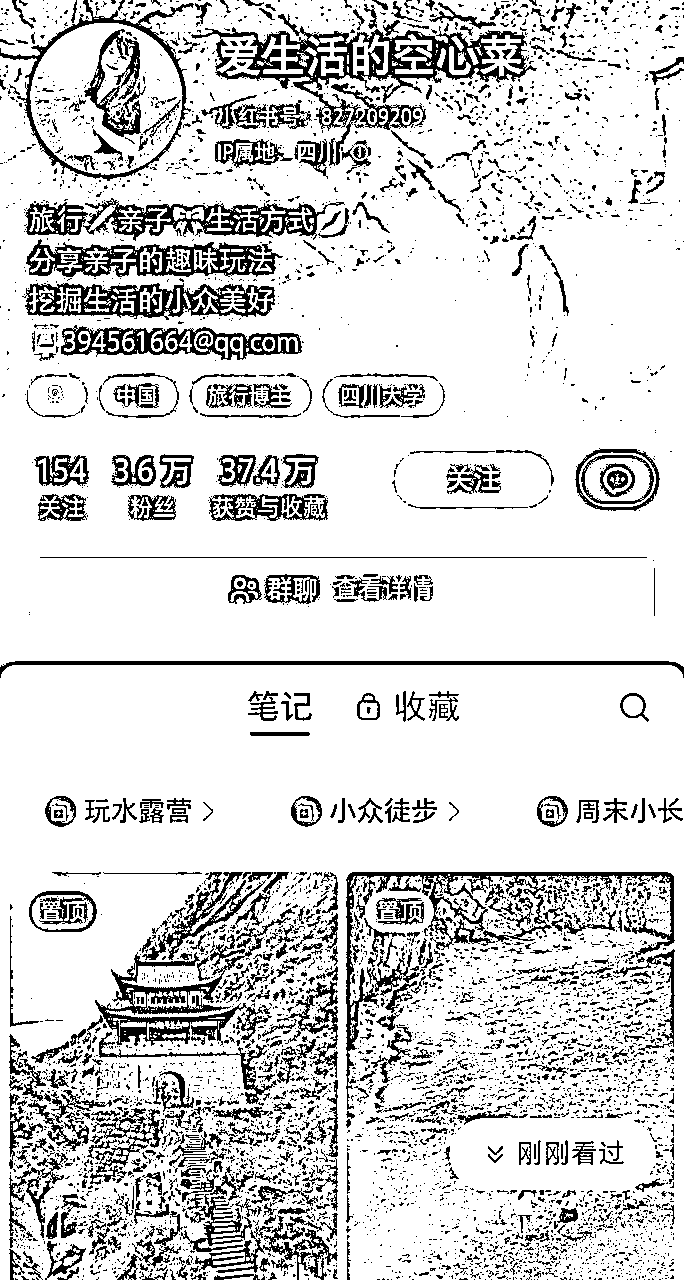 爱生活的空心菜
小红书号：827209209
IP属地：四川
旅行 亲子 生活方式
分享亲子的趣味玩法
挖掘生活的小众美好
394561664@qq.com
中国 旅行博主 四川大学
154 3.6万 37.4万
关注 粉丝 获赞与收藏
关注
群聊 查看详情
笔记 收藏
玩水露营 小众徒步 周末小长
置顶 置顶
刚刚看过